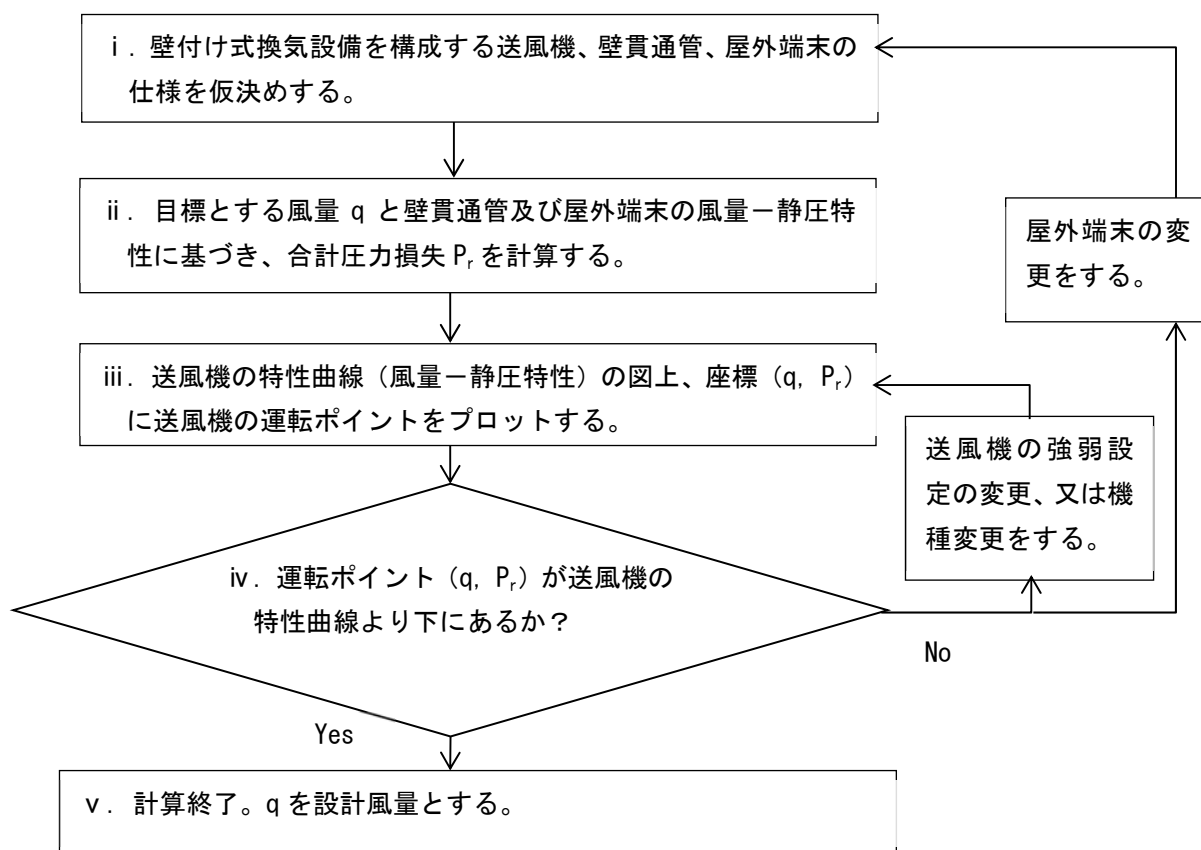 ⅰ. 壁付け式換気設備を構成する送風機、壁貫通管、屋外端末の
仕様を仮決めする。
ⅱ. 目標とする風量 q と壁貫通管及び屋外端末の風量－静圧特
性に基づき、合計圧力損失 Pr を計算する。
屋外端末の変
更をする。
ⅲ. 送風機の特性曲線（風量－静圧特性）の図上、座標（q, Pr）
に送風機の運転ポイントをプロットする。
送風機の強弱設
定の変更、又は機
種変更をする。
ⅳ. 運転ポイント（q, Pr）が送風機の
特性曲線より下にあるか？
No
Yes
ⅴ. 計算終了。q を設計風量とする。